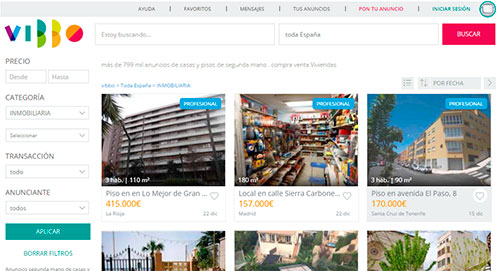 AYUDA FAVORITOS MENSAJES TUS ANUNCIOS PON TU ANUNCIO INICIAR SESIÓN
VIBBO
Estoy buscando...
toda España
BUSCAR
más de 799 mil anuncios de casas y pisos de segunda mano . compra venta Viviendas
PRECIO
Desde
Hasta
CATEGORÍA
INMOBILIARIA
Seleccionar
TRANSACCIÓN
todo
ANUNCIANTE
todos
APLICAR
BORRAR FILTROS
Anuncios segunda mano de casas y
vibbo > Toda España > INMOBILIARIA
POR FECHA
PROFESIONAL
3 hab. | 110 m²
Piso en en Lo Mejor de Gran ...
415.000€
La Rioja
22 dic
PROFESIONAL
180 m²
Local en calle Sierra Carbone...
157.000€
Madrid
22 dic
PROFESIONAL
3 hab. | 90 m²
Piso en avenida El Paso, 8
170.000€
Santa Cruz de Tenerife
15 dic